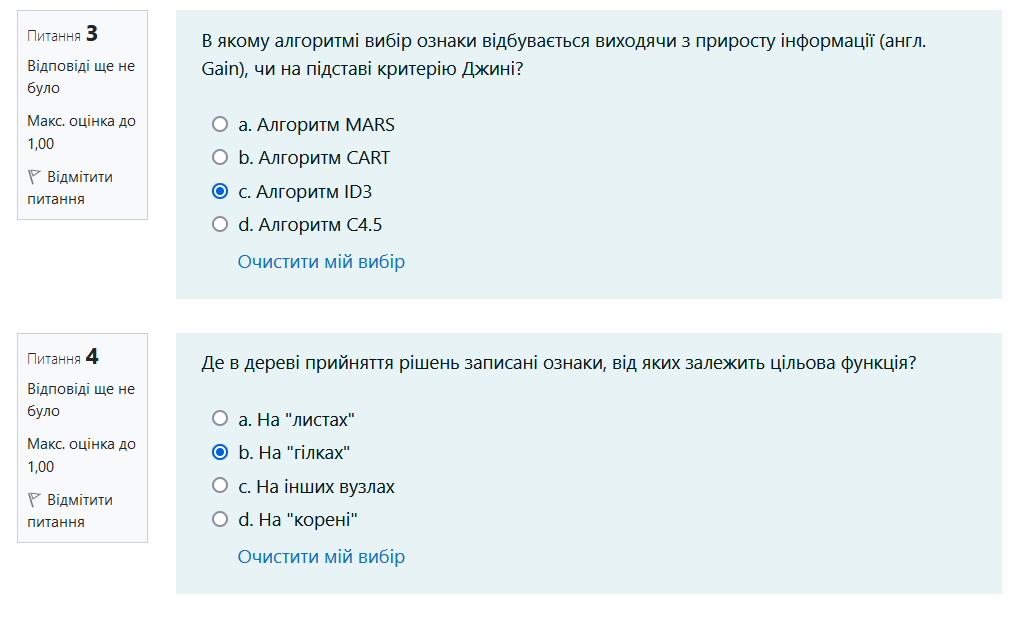 Питання 3
Відповіді ще не
було
Макс. оцінка до
1,00
Відмітити
питання
В якому алгоритмі вибір ознаки відбувається виходячи з приросту інформації (англ.
Gain), чи на підставі критерію Джині?
a. Алгоритм MARS
b. Алгоритм CART
c. Алгоритм ID3
d. Алгоритм C4.5
Очистити мій вибір
Питання 4
Відповіді ще не
було
Макс. оцінка до
1,00
Відмітити
питання
Де в дереві прийняття рішень записані ознаки, від яких залежить цільова функція?
a. На "листах"
b. На "гілках"
c. На інших вузлах
d. На "корені"
Очистити мій вибір